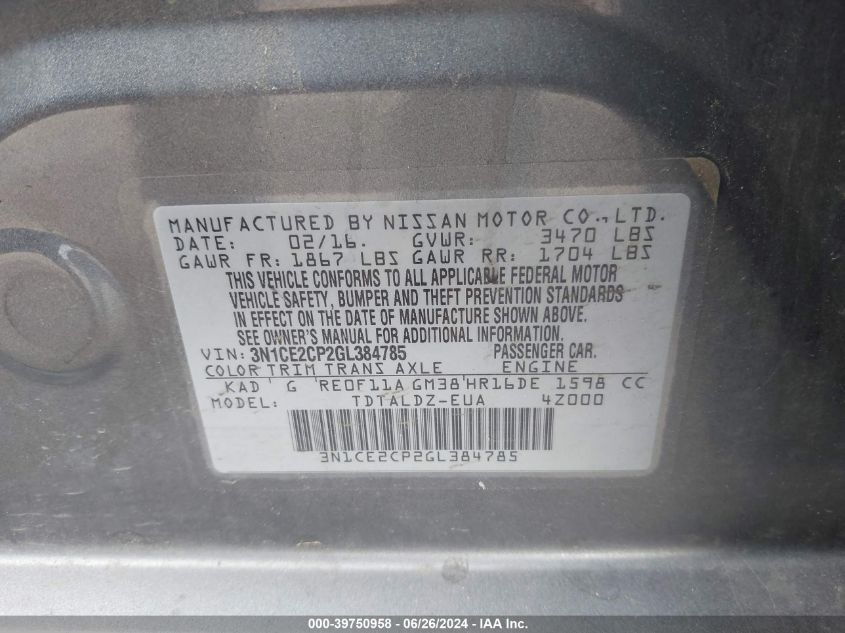 MANUFACTURED BY NISSAN MOTOR CO., LTD.
DATE: 02/16. GVWR: 3470 LBS
GAWR FR: 1867 LBS GAWR RR: 1704 LBS
THIS VEHICLE CONFORMS TO ALL APPLICABLE FEDERAL MOTOR
VEHICLE SAFETY, BUMPER AND THEFT PREVENTION STANDARDS
IN EFFECT ON THE DATE OF MANUFACTURE SHOWN ABOVE.
SEE OWNER'S MANUAL FOR ADDITIONAL INFORMATION.
VIN: 3N1CE2CP2GL384785 PASSENGER CAR.
COLOR TRIM TRANS AXLE ENGINE
KAD G RE0F11A GM38 HR16DE 1598 CC
MODEL: TDTALDZ-EUA 4Z000
3N1CE2CP2GL384785
000-39750958 - 06/26/2024 - IAA Inc.